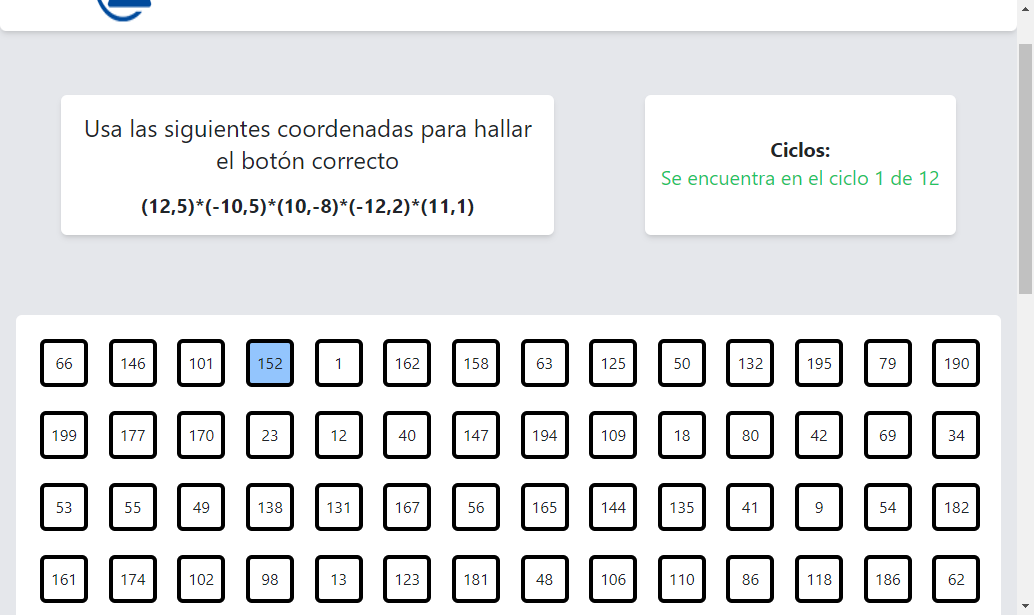 Usa las siguientes coordenadas para hallar
el botón correcto
(12,5)*(-10,5)*(10,-8)*(-12,2)*(11,1)
Ciclos:
Se encuentra en el ciclo 1 de 12
66 146 101 152 1 162 158 63 125 50 132 195 79 190
199 177 170 23 12 40 147 194 109 18 80 42 69 34
53 55 49 138 131 167 56 165 144 135 41 9 54 182
161 174 102 98 13 123 181 48 106 110 86 118 186 62